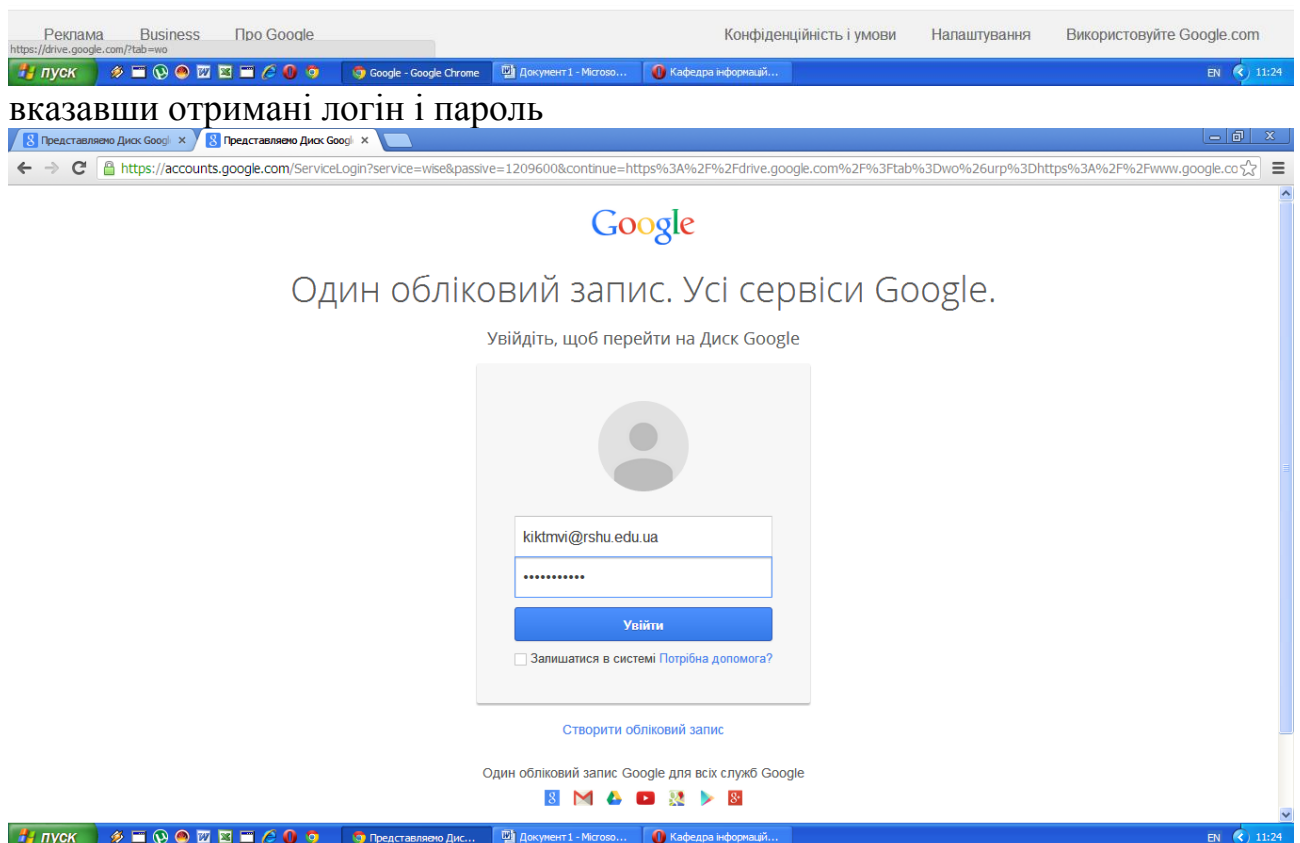 Реклама Business Про Google Конфіденційність і умови Налаштування Використовуйте Google.com
https://drive.google.com/?tab=wo
пуск Google - Google Chrome Документ1 - Microso... Кафедра інформацій... EN 11:24
вказавши отримані логін і пароль
Представляємо Диск Googl Представляємо Диск Googl
https://accounts.google.com/ServiceLogin?service=wise&passive=1209600&continue=https%3A%2F%2Fdrive.google.com%2F%3Ftab%3Dwo%26urp%3Dhttps%3A%2F%2Fwww.google.co
Google
Один обліковий запис. Усі сервіси Google.
Увійдіть, щоб перейти на Диск Google
kiktmvi@rshu.edu.ua
•••••••••••
Увійти
Залишатися в системі Потрібна допомога?
Створити обліковий запис
Один обліковий запис Google для всіх служб Google
пуск Представляємо Дис... Документ1 - Microso... Кафедра інформацій... EN 11:24